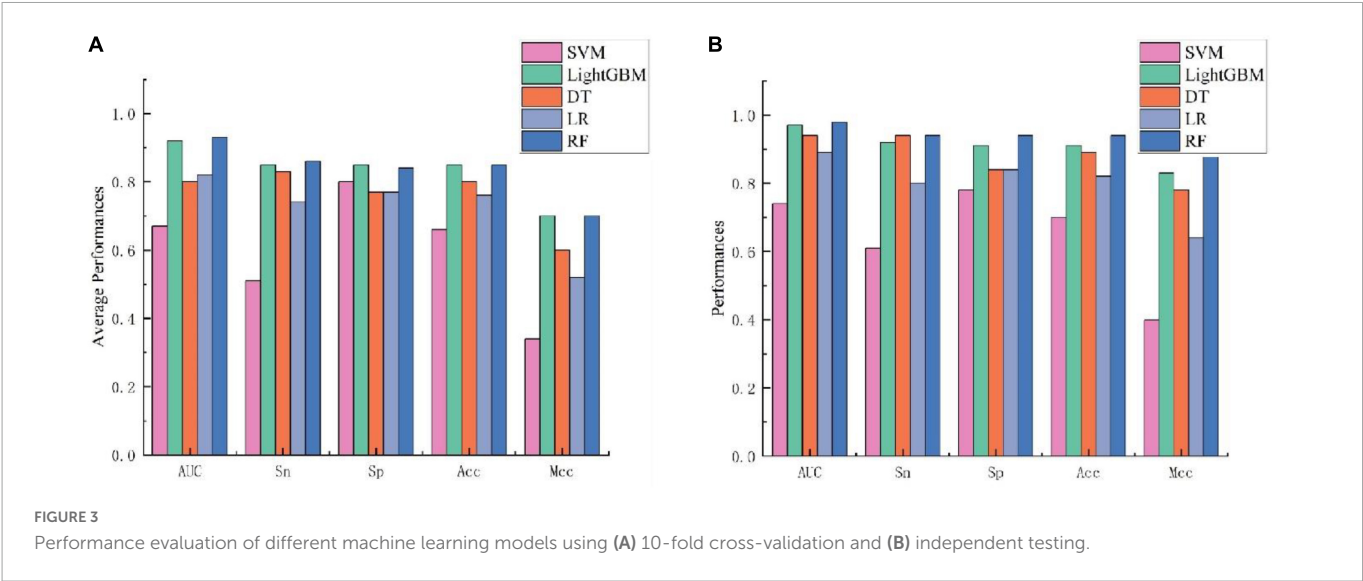 A
SVM
LightGBM
DT
LR
RF
Average Performances
1.0
0.8
0.6
0.4
0.2
0.0
AUC Sn Sp Acc Mcc
B
SVM
LightGBM
DT
LR
RF
Performances
1.0
0.8
0.6
0.4
0.2
0.0
AUC Sn Sp Acc Mcc
FIGURE 3
Performance evaluation of different machine learning models using (A) 10-fold cross-validation and (B) independent testing.